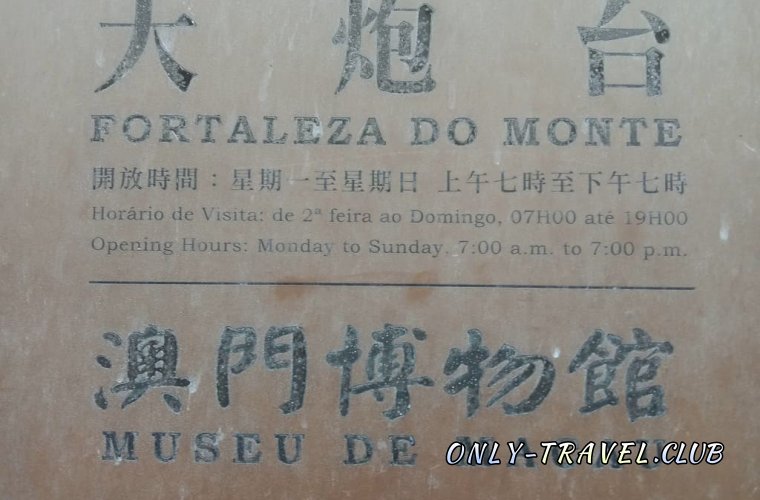 大炮台
FORTALEZA DO MONTE
開放時間：星期一至星期日 上午七時至下午七時
Horário de Visita: de 2ª feira ao Domingo, 07H00 até 19H00
Opening Hours: Monday to Sunday, 7:00 a.m. to 7:00 p.m.
澳門博物館
MUSEU DE MACAU
ONLY-TRAVEL.CLUB